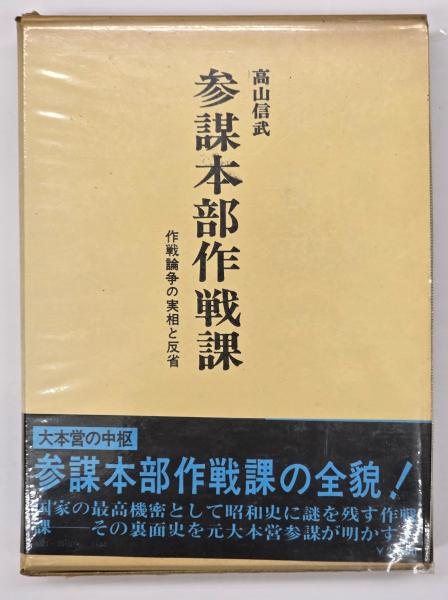 高山信武
参謀本部作戦課
作戦論争の実相と反省
大本営の中枢
参謀本部作戦課の全貌!
国家の最高機密として昭和史に謎を残す作戦
課――その裏面史を元大本営参謀が明かす